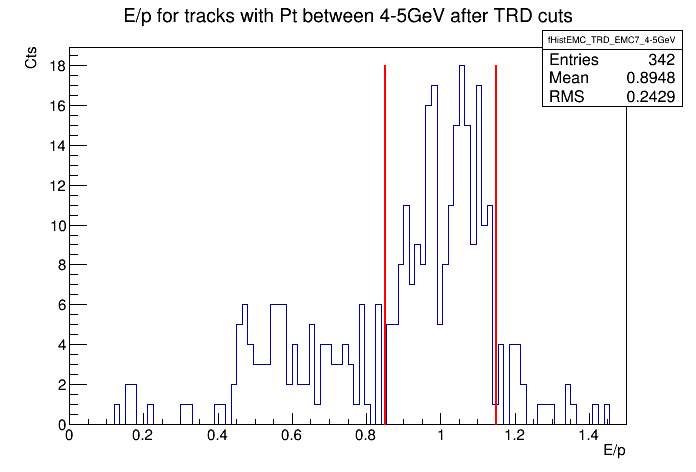 E/p for tracks with Pt between 4-5GeV after TRD cuts
fHistEMC_TRD_EMC7_4-5GeV
Entries 342
Mean 0.8948
RMS 0.2429
Cts
18
16
14
12
10
8
6
4
2
0
0 0.2 0.4 0.6 0.8 1 1.2 1.4
E/p